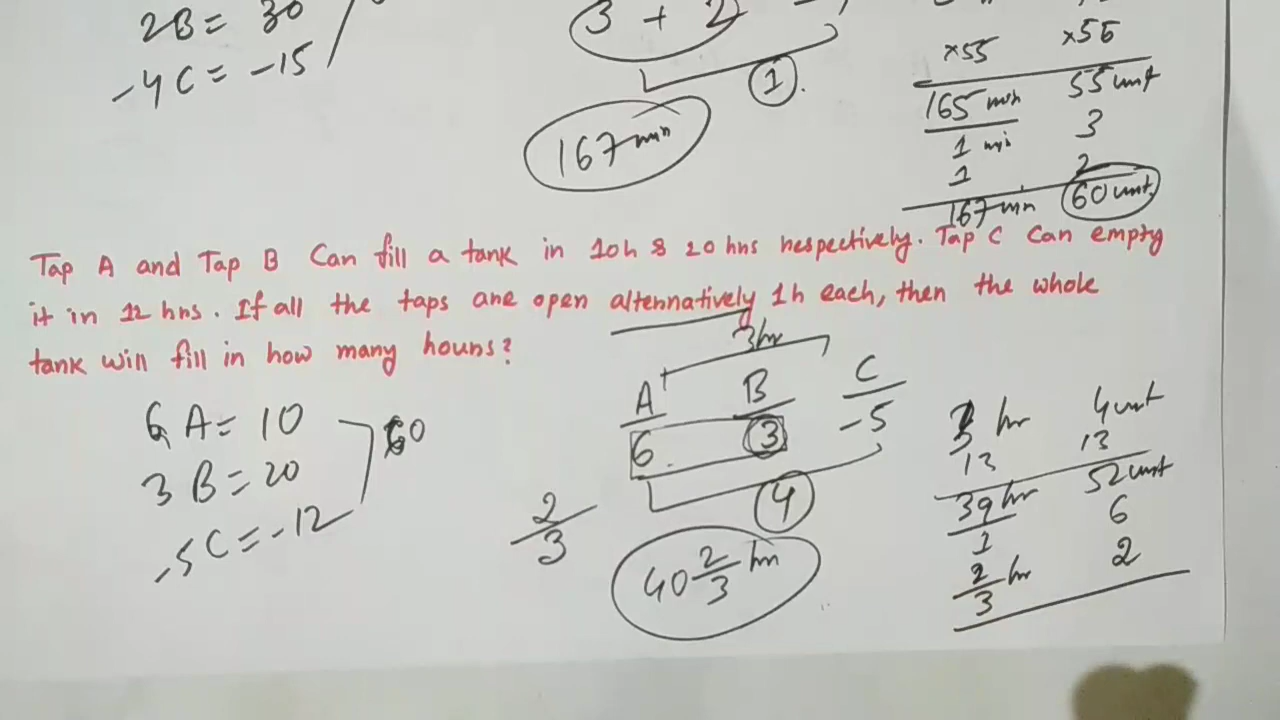 2B = 30
-4C = -15
3 + 2
1
167 min
×55 ×55
165 min 55 unit
1 min 3
1 2
167 min 60 unit
Tap A and Tap B Can fill a tank in 10h & 20 hrs respectively. Tap C Can empty
it in 12 hrs. If all the taps are open alternatively 1h each, then the whole
tank will fill in how many hours?
3hr
A B C
6 3 -5
4
6 A = 10
3 B = 20
-5 C = -12
60
2/3
40 2/3 hr
3 hr 4 unit
13 13
39 hr 52 unit
1 6
2/3 hr 2